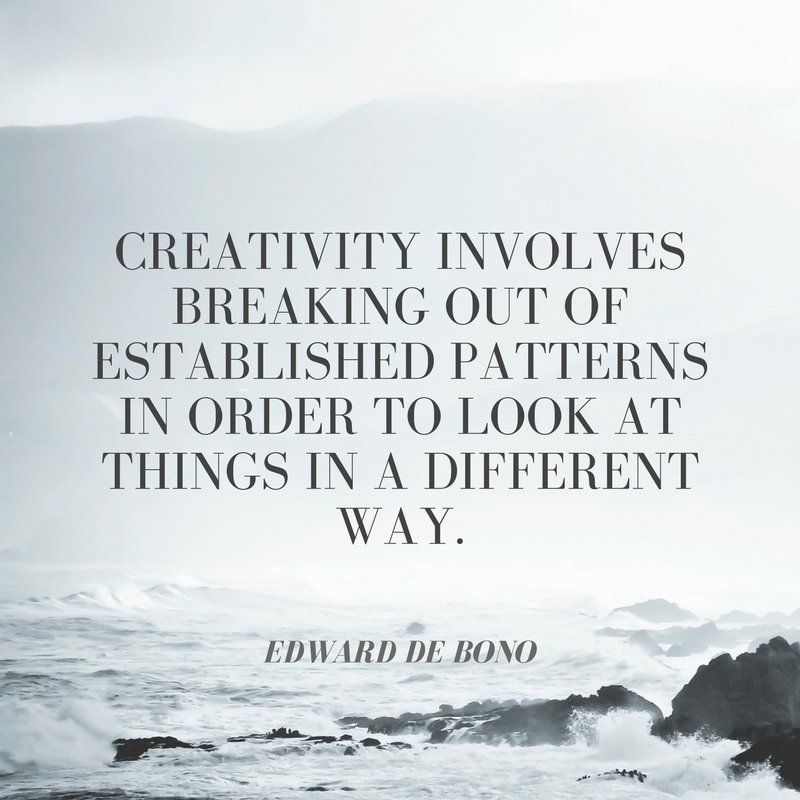 CREATIVITY INVOLVES
BREAKING OUT OF
ESTABLISHED PATTERNS
IN ORDER TO LOOK AT
THINGS IN A DIFFERENT
WAY.
EDWARD DE BONO